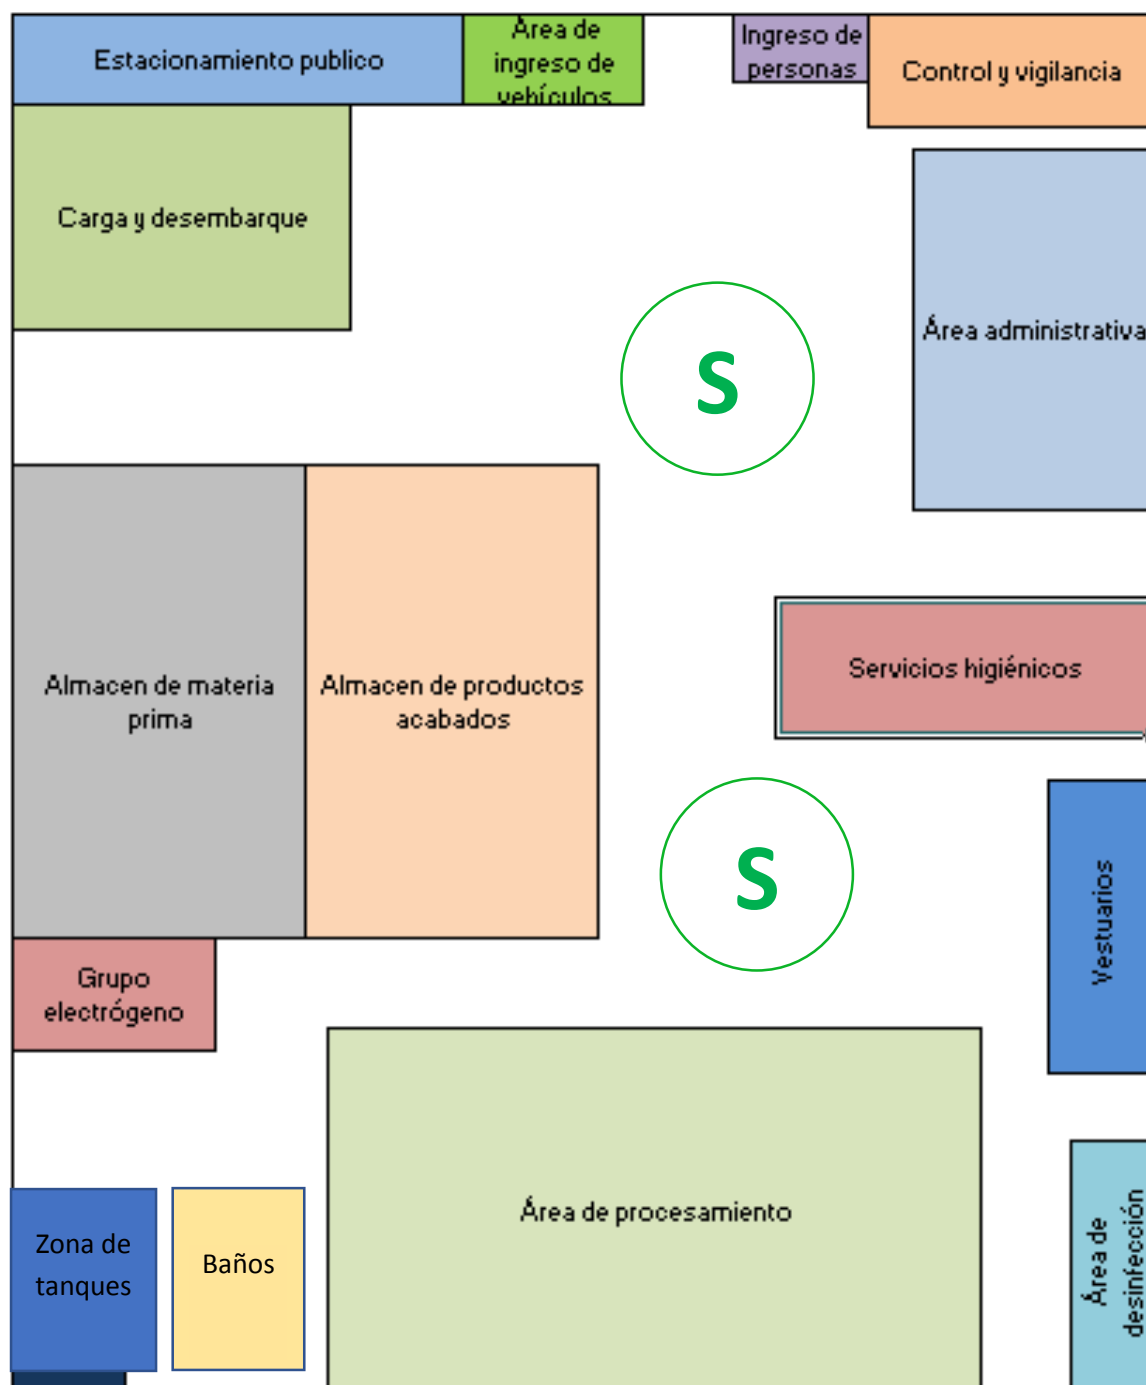 Estacionamiento publico
Área de
ingreso de
vehículos
Ingreso de
personas
Control y vigilancia
Carga y desembarque
Área administrativa
S
Almacen de materia
prima
Almacen de productos
acabados
Servicios higiénicos
S
Vestuarios
Grupo
electrógeno
Área de procesamiento
Área de
desinfección
Zona de
tanques
Baños